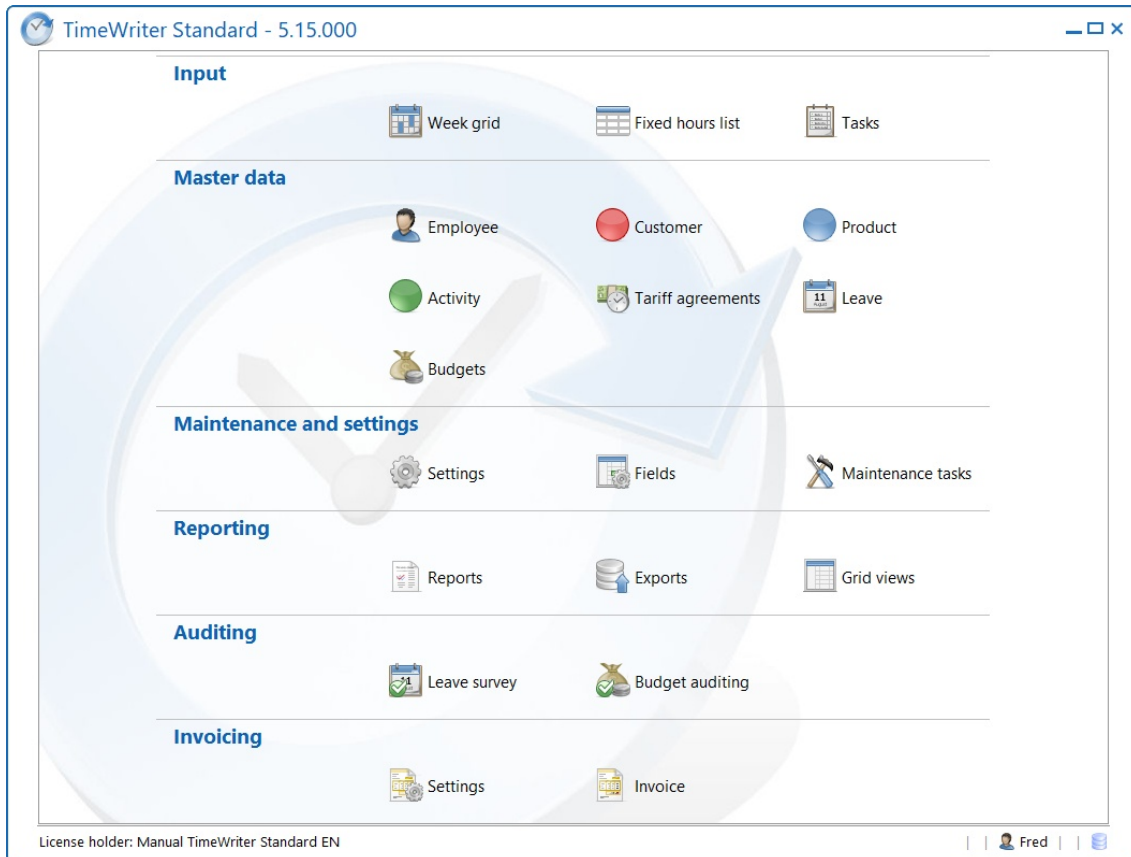 TimeWriter Standard - 5.15.000
Input
Week grid Fixed hours list Tasks
Master data
Employee Customer Product
Activity Tariff agreements 11 August Leave
Budgets
Maintenance and settings
Settings Fields Maintenance tasks
Reporting
Reports Exports Grid views
Auditing
Leave survey Budget auditing
Invoicing
Settings Invoice
License holder: Manual TimeWriter Standard EN | | Fred | |